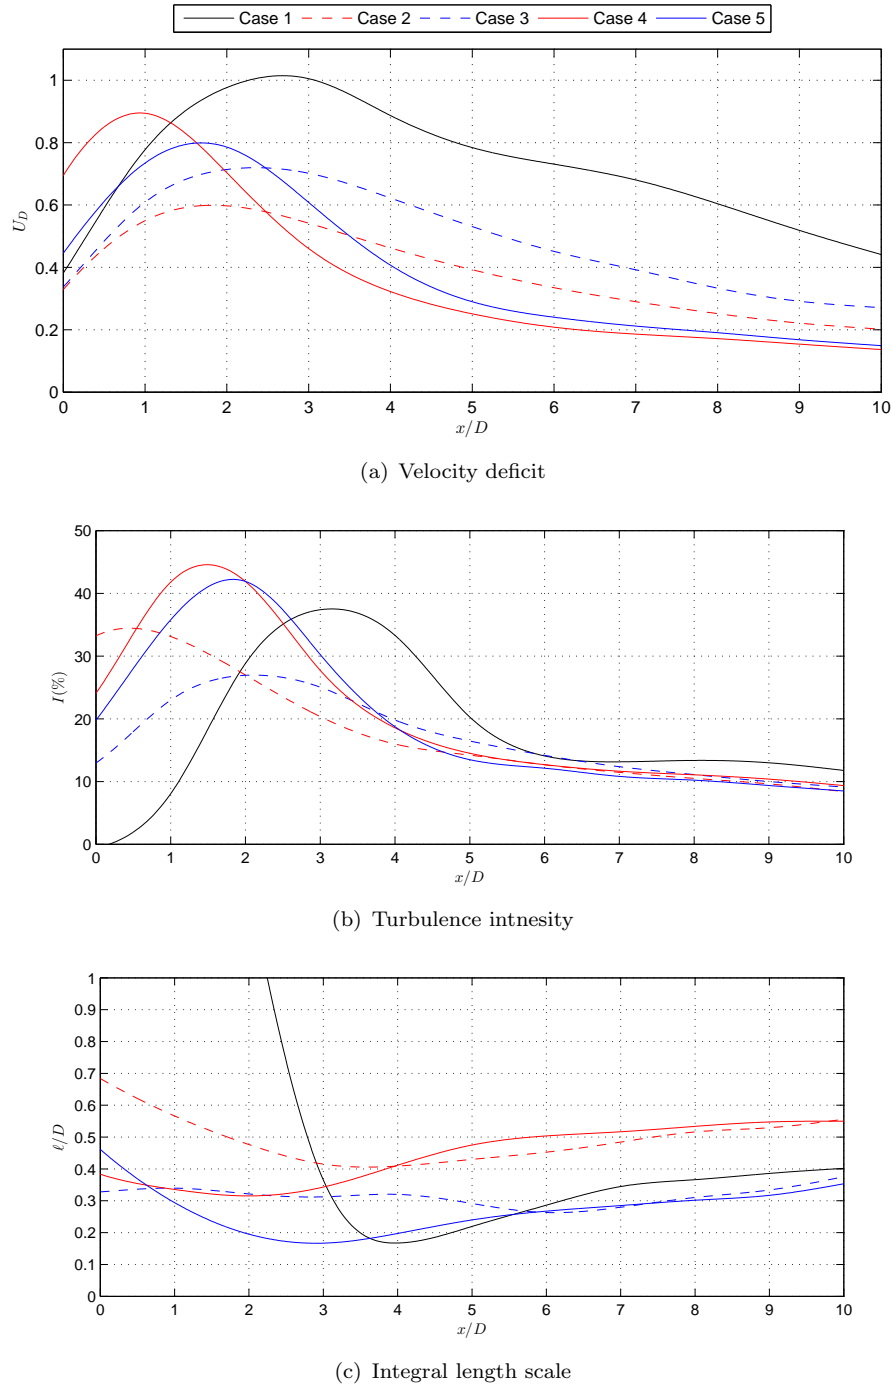 Case 1 Case 2 Case 3 Case 4 Case 5
1
0.8
0.6
0.4
0.2
0
U_D
0 1 2 3 4 5 6 7 8 9 10
x/D
(a) Velocity deficit
50
40
30
20
10
0
I(%)
0 1 2 3 4 5 6 7 8 9 10
x/D
(b) Turbulence intnesity
1
0.9
0.8
0.7
0.6
0.5
0.4
0.3
0.2
0.1
0
ℓ/D
0 1 2 3 4 5 6 7 8 9 10
x/D
(c) Integral length scale